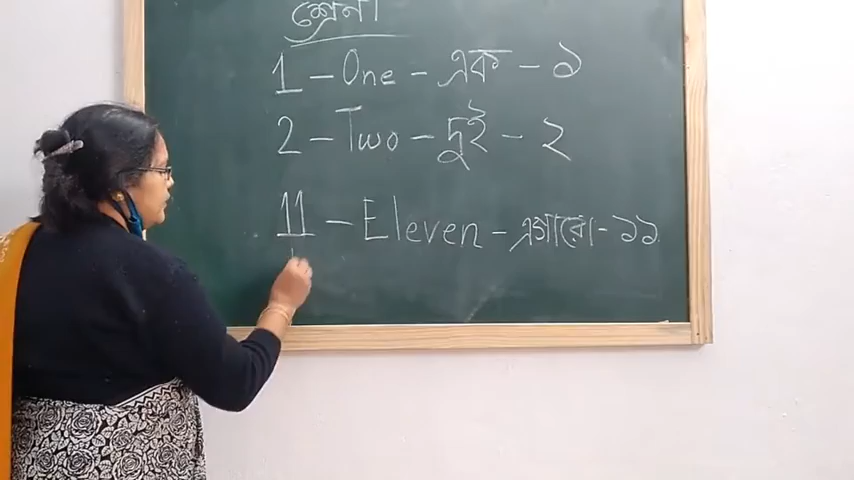 শ্রেনী
1 - One - এক - ১
2 - Two - দুই - ২
11 - Eleven - এগারো - ১১